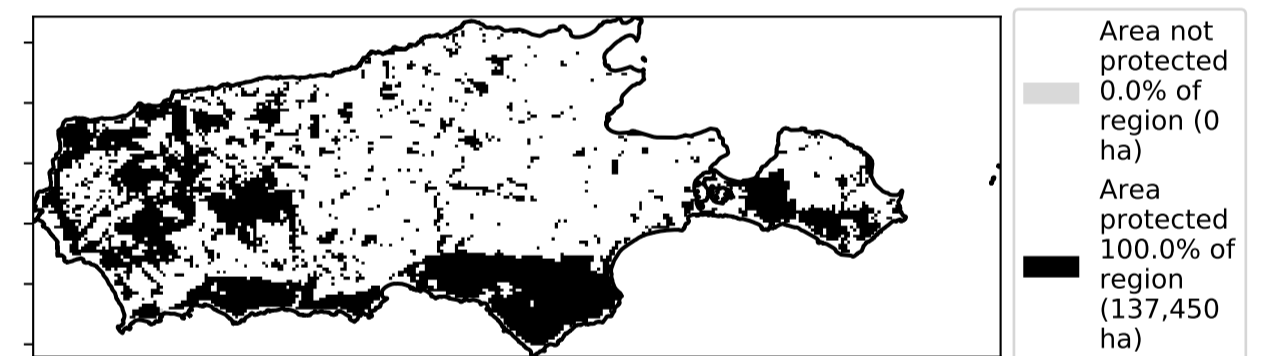 Area not
protected
0.0% of
region (0
ha)
Area
protected
100.0% of
region
(137,450
ha)